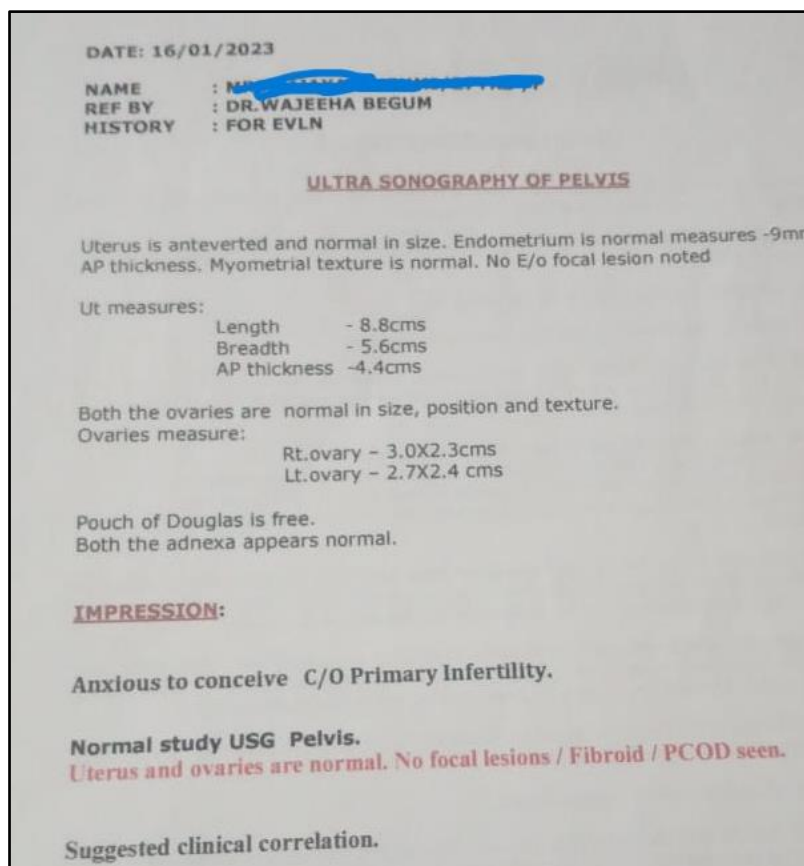 DATE: 16/01/2023
NAME :
REF BY : DR.WAJEEHA BEGUM
HISTORY : FOR EVLN
ULTRA SONOGRAPHY OF PELVIS
Uterus is anteverted and normal in size. Endometrium is normal measures -9mm
AP thickness. Myometrial texture is normal. No E/o focal lesion noted
Ut measures:
Length - 8.8cms
Breadth - 5.6cms
AP thickness -4.4cms
Both the ovaries are normal in size, position and texture.
Ovaries measure:
Rt.ovary – 3.0X2.3cms
Lt.ovary – 2.7X2.4 cms
Pouch of Douglas is free.
Both the adnexa appears normal.
IMPRESSION:
Anxious to conceive C/O Primary Infertility.
Normal study USG Pelvis.
Uterus and ovaries are normal. No focal lesions / Fibroid / PCOD seen.
Suggested clinical correlation.